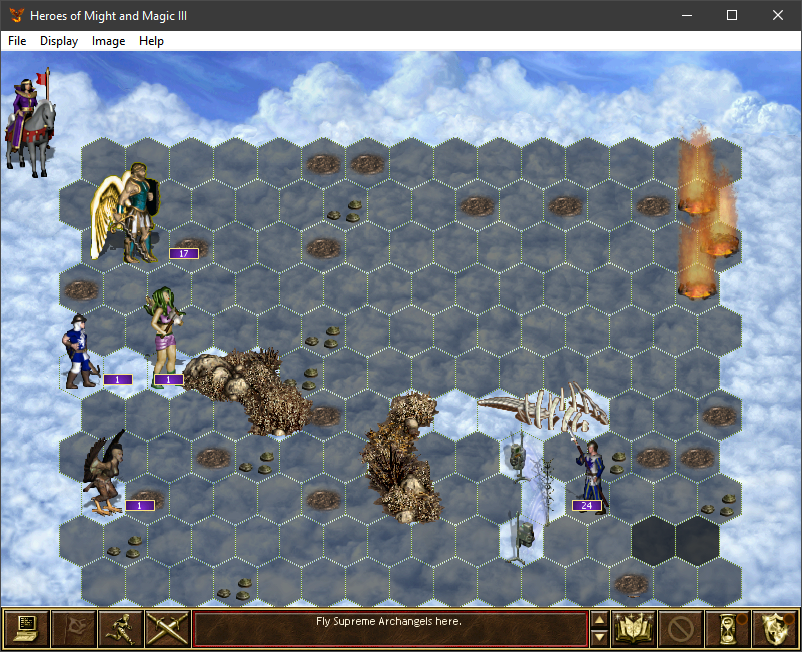 Heroes of Might and Magic III
File Display Image Help
17
1
1
1
24
Fly Supreme Archangels here.